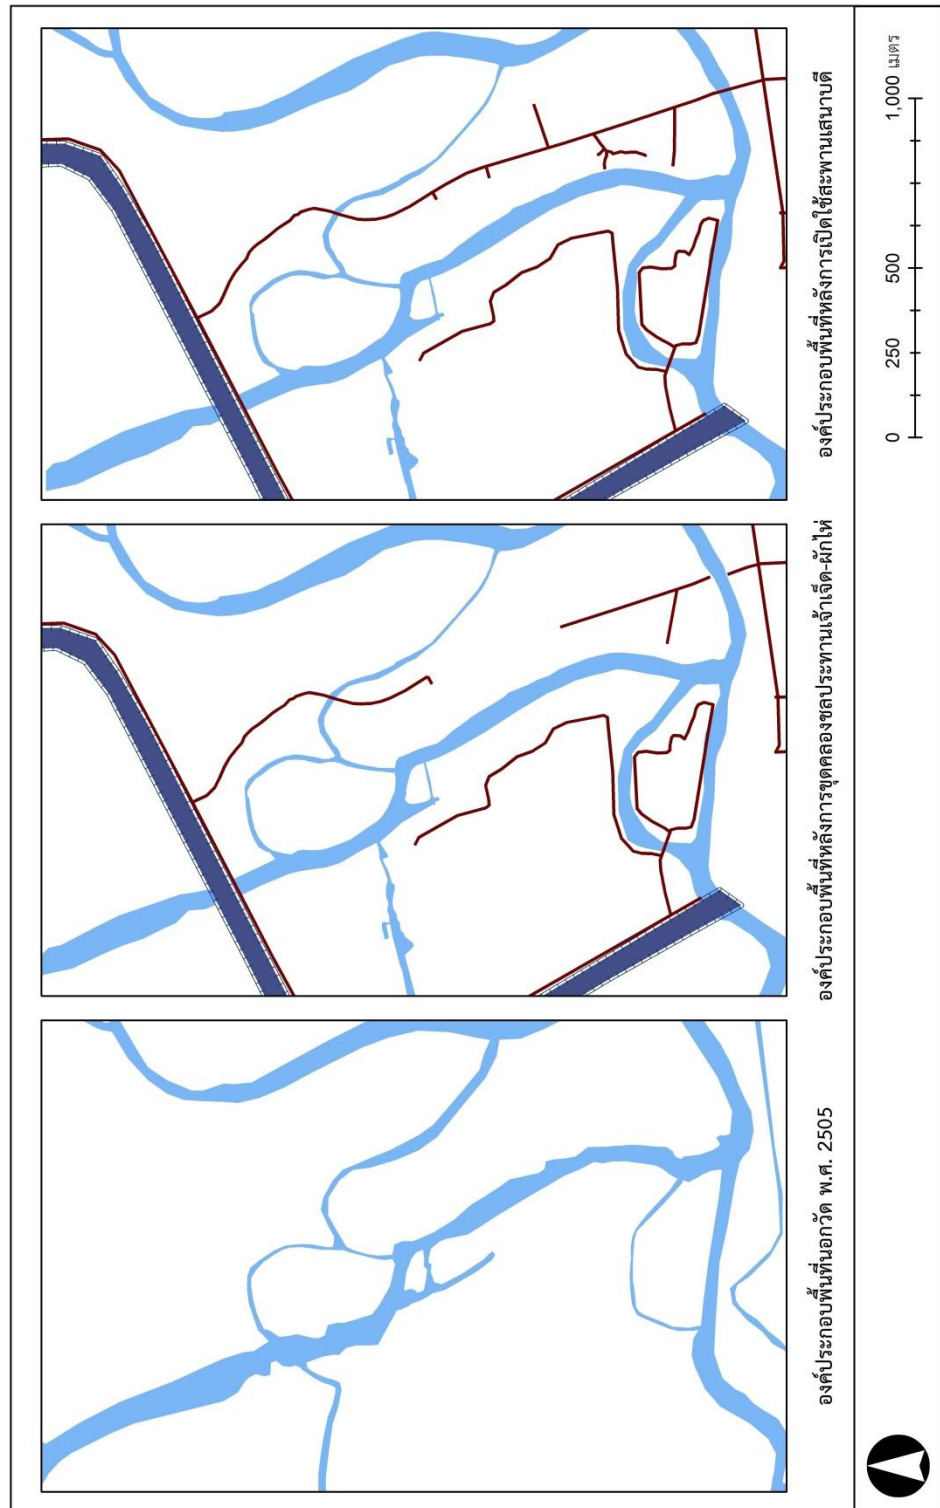 องค์ประกอบพื้นที่นอกวัด พ.ศ. 2505
องค์ประกอบพื้นที่หลังการขุดคลองชลประทานเจ้าเจ็ด-ผักไห่
องค์ประกอบพื้นที่หลังการเปิดใช้สะพานเสนาบดี
0 250 500 1,000 เมตร